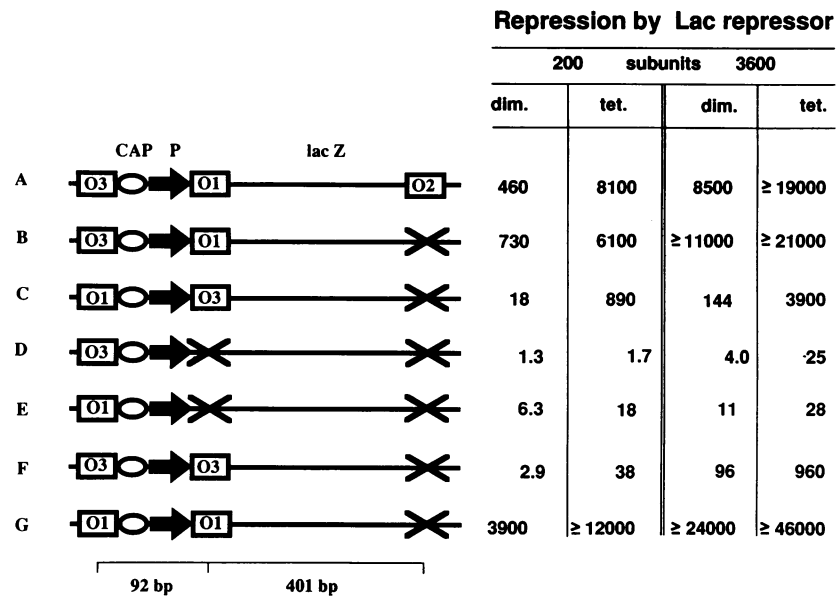 Repression by Lac repressor
200 subunits 3600
dim. tet. dim. tet.
CAP P lac Z
A O3 O1 O2 460 8100 8500 ≥ 19000
B O3 O1 730 6100 ≥ 11000 ≥ 21000
C O1 O3 18 890 144 3900
D O3 1.3 1.7 4.0 25
E O1 6.3 18 11 28
F O3 O3 2.9 38 96 960
G O1 O1 3900 ≥ 12000 ≥ 24000 ≥ 46000
92 bp 401 bp